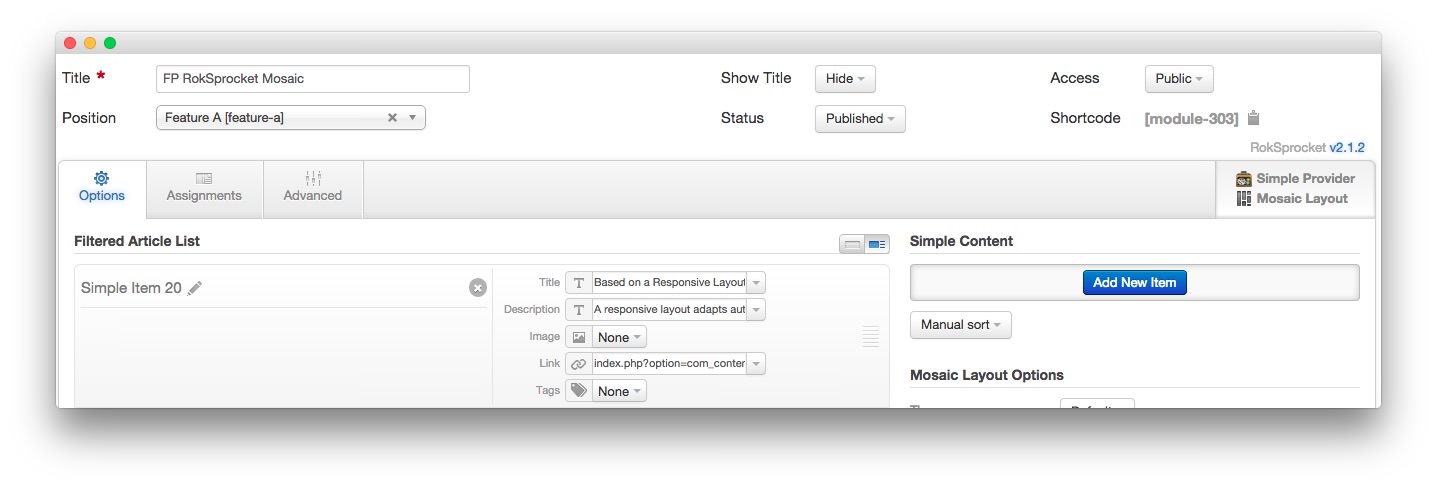 Title * FP RokSprocket Mosaic Show Title Hide Access Public
Position Feature A [feature-a] Status Published Shortcode [module-303]
RokSprocket v2.1.2
Options Assignments Advanced
Simple Provider
Mosaic Layout
Filtered Article List
Simple Item 20
Title Based on a Responsive Layout
Description A responsive layout adapts aut
Image None
Link index.php?option=com_conten
Tags None
Simple Content
Add New Item
Manual sort
Mosaic Layout Options